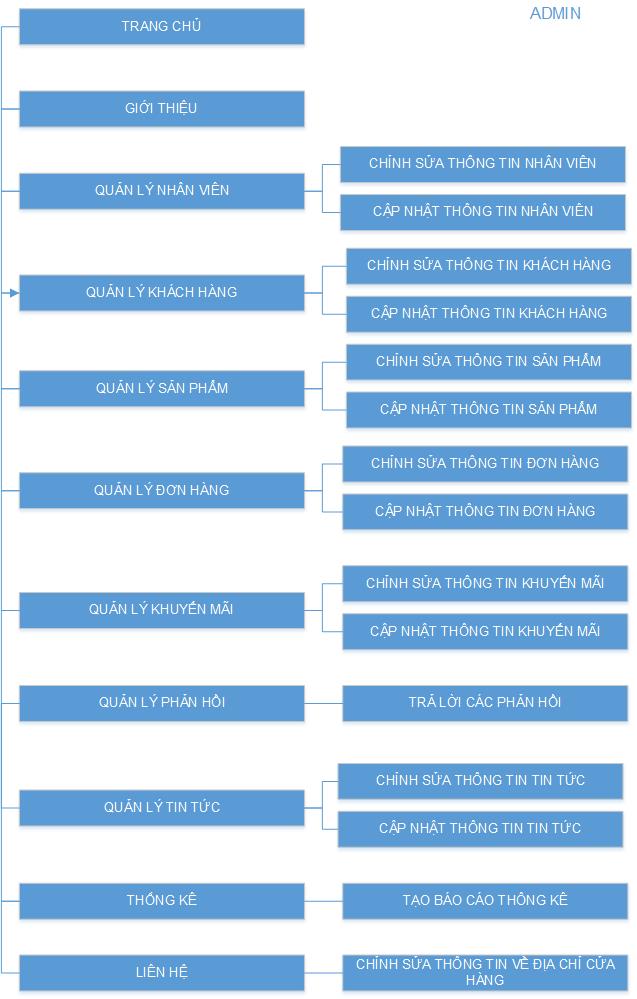 ADMIN
TRANG CHỦ
GIỚI THIỆU
QUẢN LÝ NHÂN VIÊN
CHỈNH SỬA THÔNG TIN NHÂN VIÊN
CẬP NHẬT THÔNG TIN NHÂN VIÊN
QUẢN LÝ KHÁCH HÀNG
CHỈNH SỬA THÔNG TIN KHÁCH HÀNG
CẬP NHẬT THÔNG TIN KHÁCH HÀNG
QUẢN LÝ SẢN PHẨM
CHỈNH SỬA THÔNG TIN SẢN PHẨM
CẬP NHẬT THÔNG TIN SẢN PHẨM
QUẢN LÝ ĐƠN HÀNG
CHỈNH SỬA THÔNG TIN ĐƠN HÀNG
CẬP NHẬT THÔNG TIN ĐƠN HÀNG
QUẢN LÝ KHUYẾN MÃI
CHỈNH SỬA THÔNG TIN KHUYẾN MÃI
CẬP NHẬT THÔNG TIN KHUYẾN MÃI
QUẢN LÝ PHẢN HỒI
TRẢ LỜI CÁC PHẢN HỒI
QUẢN LÝ TIN TỨC
CHỈNH SỬA THÔNG TIN TIN TỨC
CẬP NHẬT THÔNG TIN TIN TỨC
THỐNG KÊ
TẠO BÁO CÁO THỐNG KÊ
LIÊN HỆ
CHỈNH SỬA THÔNG TIN VỀ ĐỊA CHỈ CỬA
HÀNG